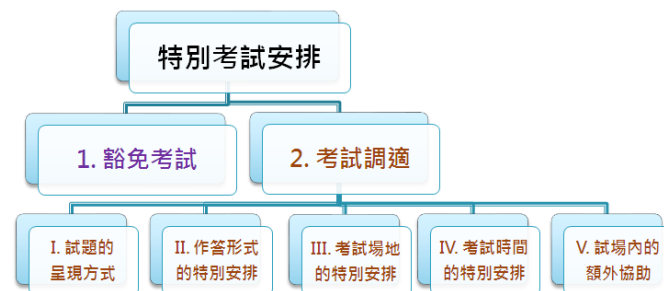 特別考試安排
1. 豁免考試
2. 考試調適
I. 試題的
呈現方式
II. 作答形式
的特別安排
III. 考試場地
的特別安排
IV. 考試時間
的特別安排
V. 試場內的
額外協助